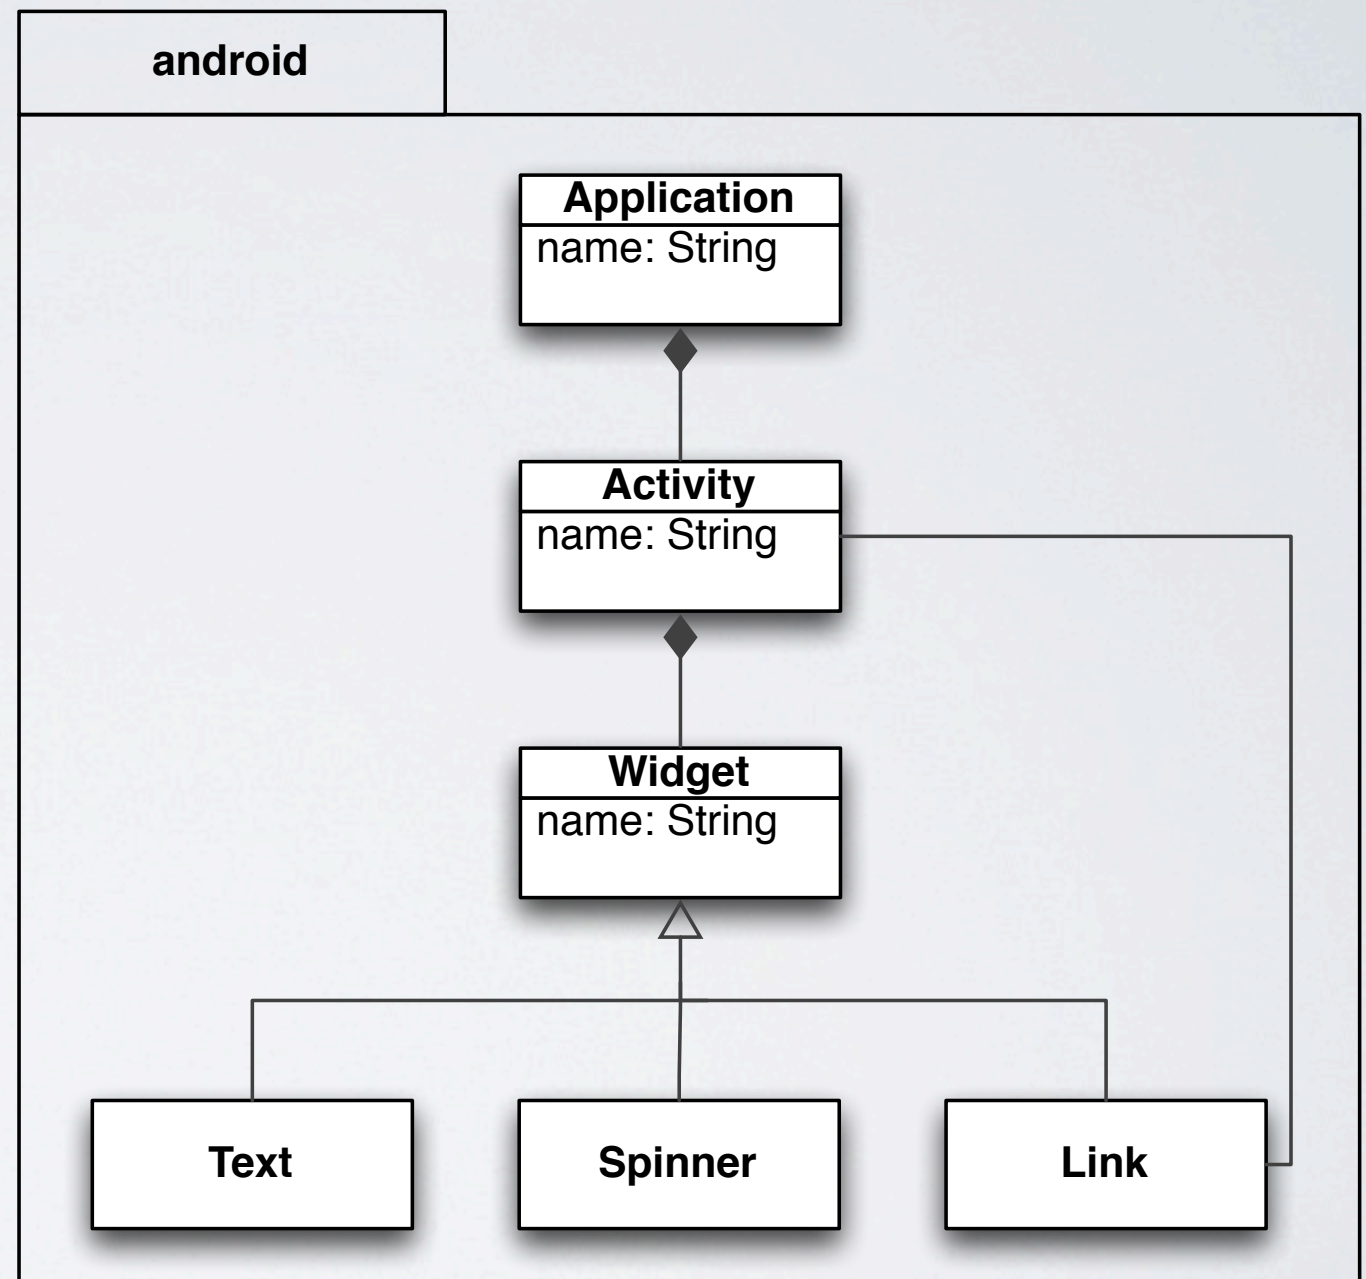 android
Application
name: String
Activity
name: String
Widget
name: String
Text
Spinner
Link